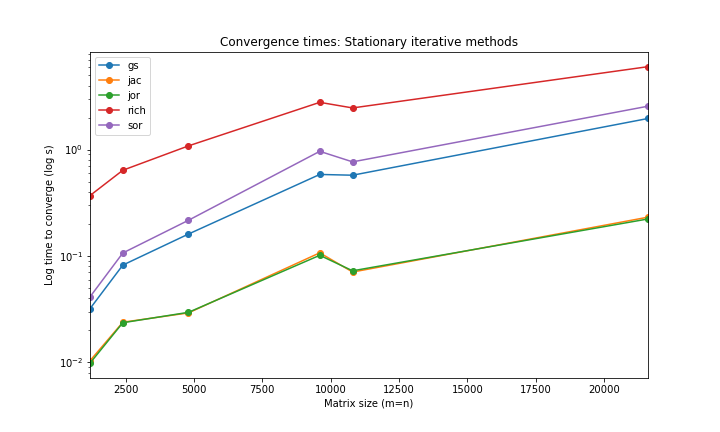 Convergence times: Stationary iterative methods
gs
jac
jor
rich
sor
Log time to converge (log s)
10⁰
10⁻¹
10⁻²
2500 5000 7500 10000 12500 15000 17500 20000
Matrix size (m=n)